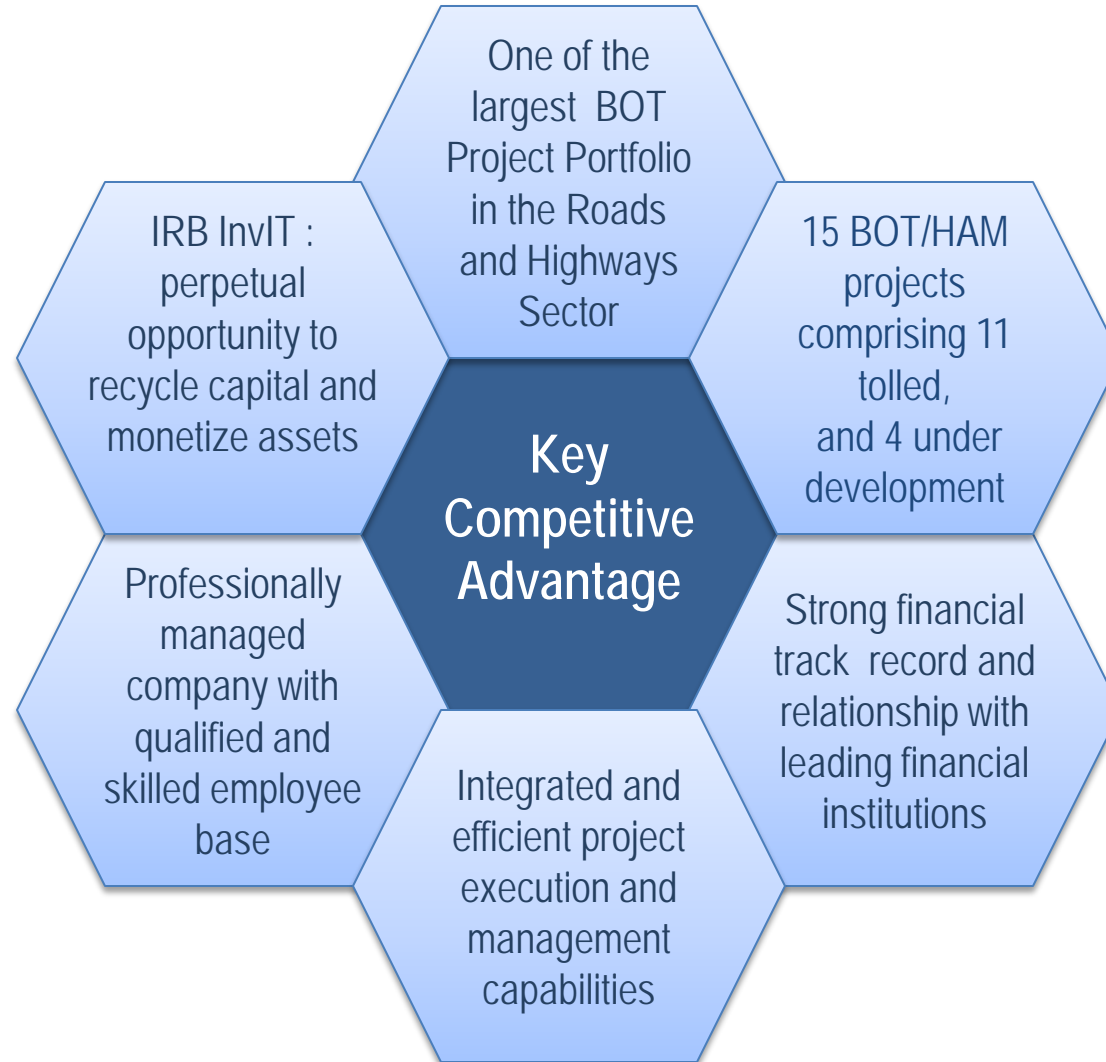 One of the
largest BOT
Project Portfolio
in the Roads
and Highways
Sector
IRB InvIT :
perpetual
opportunity to
recycle capital and
monetize assets
15 BOT/HAM
projects
comprising 11
tolled,
and 4 under
development
Key
Competitive
Advantage
Professionally
managed
company with
qualified and
skilled employee
base
Strong financial
track record and
relationship with
leading financial
institutions
Integrated and
efficient project
execution and
management
capabilities